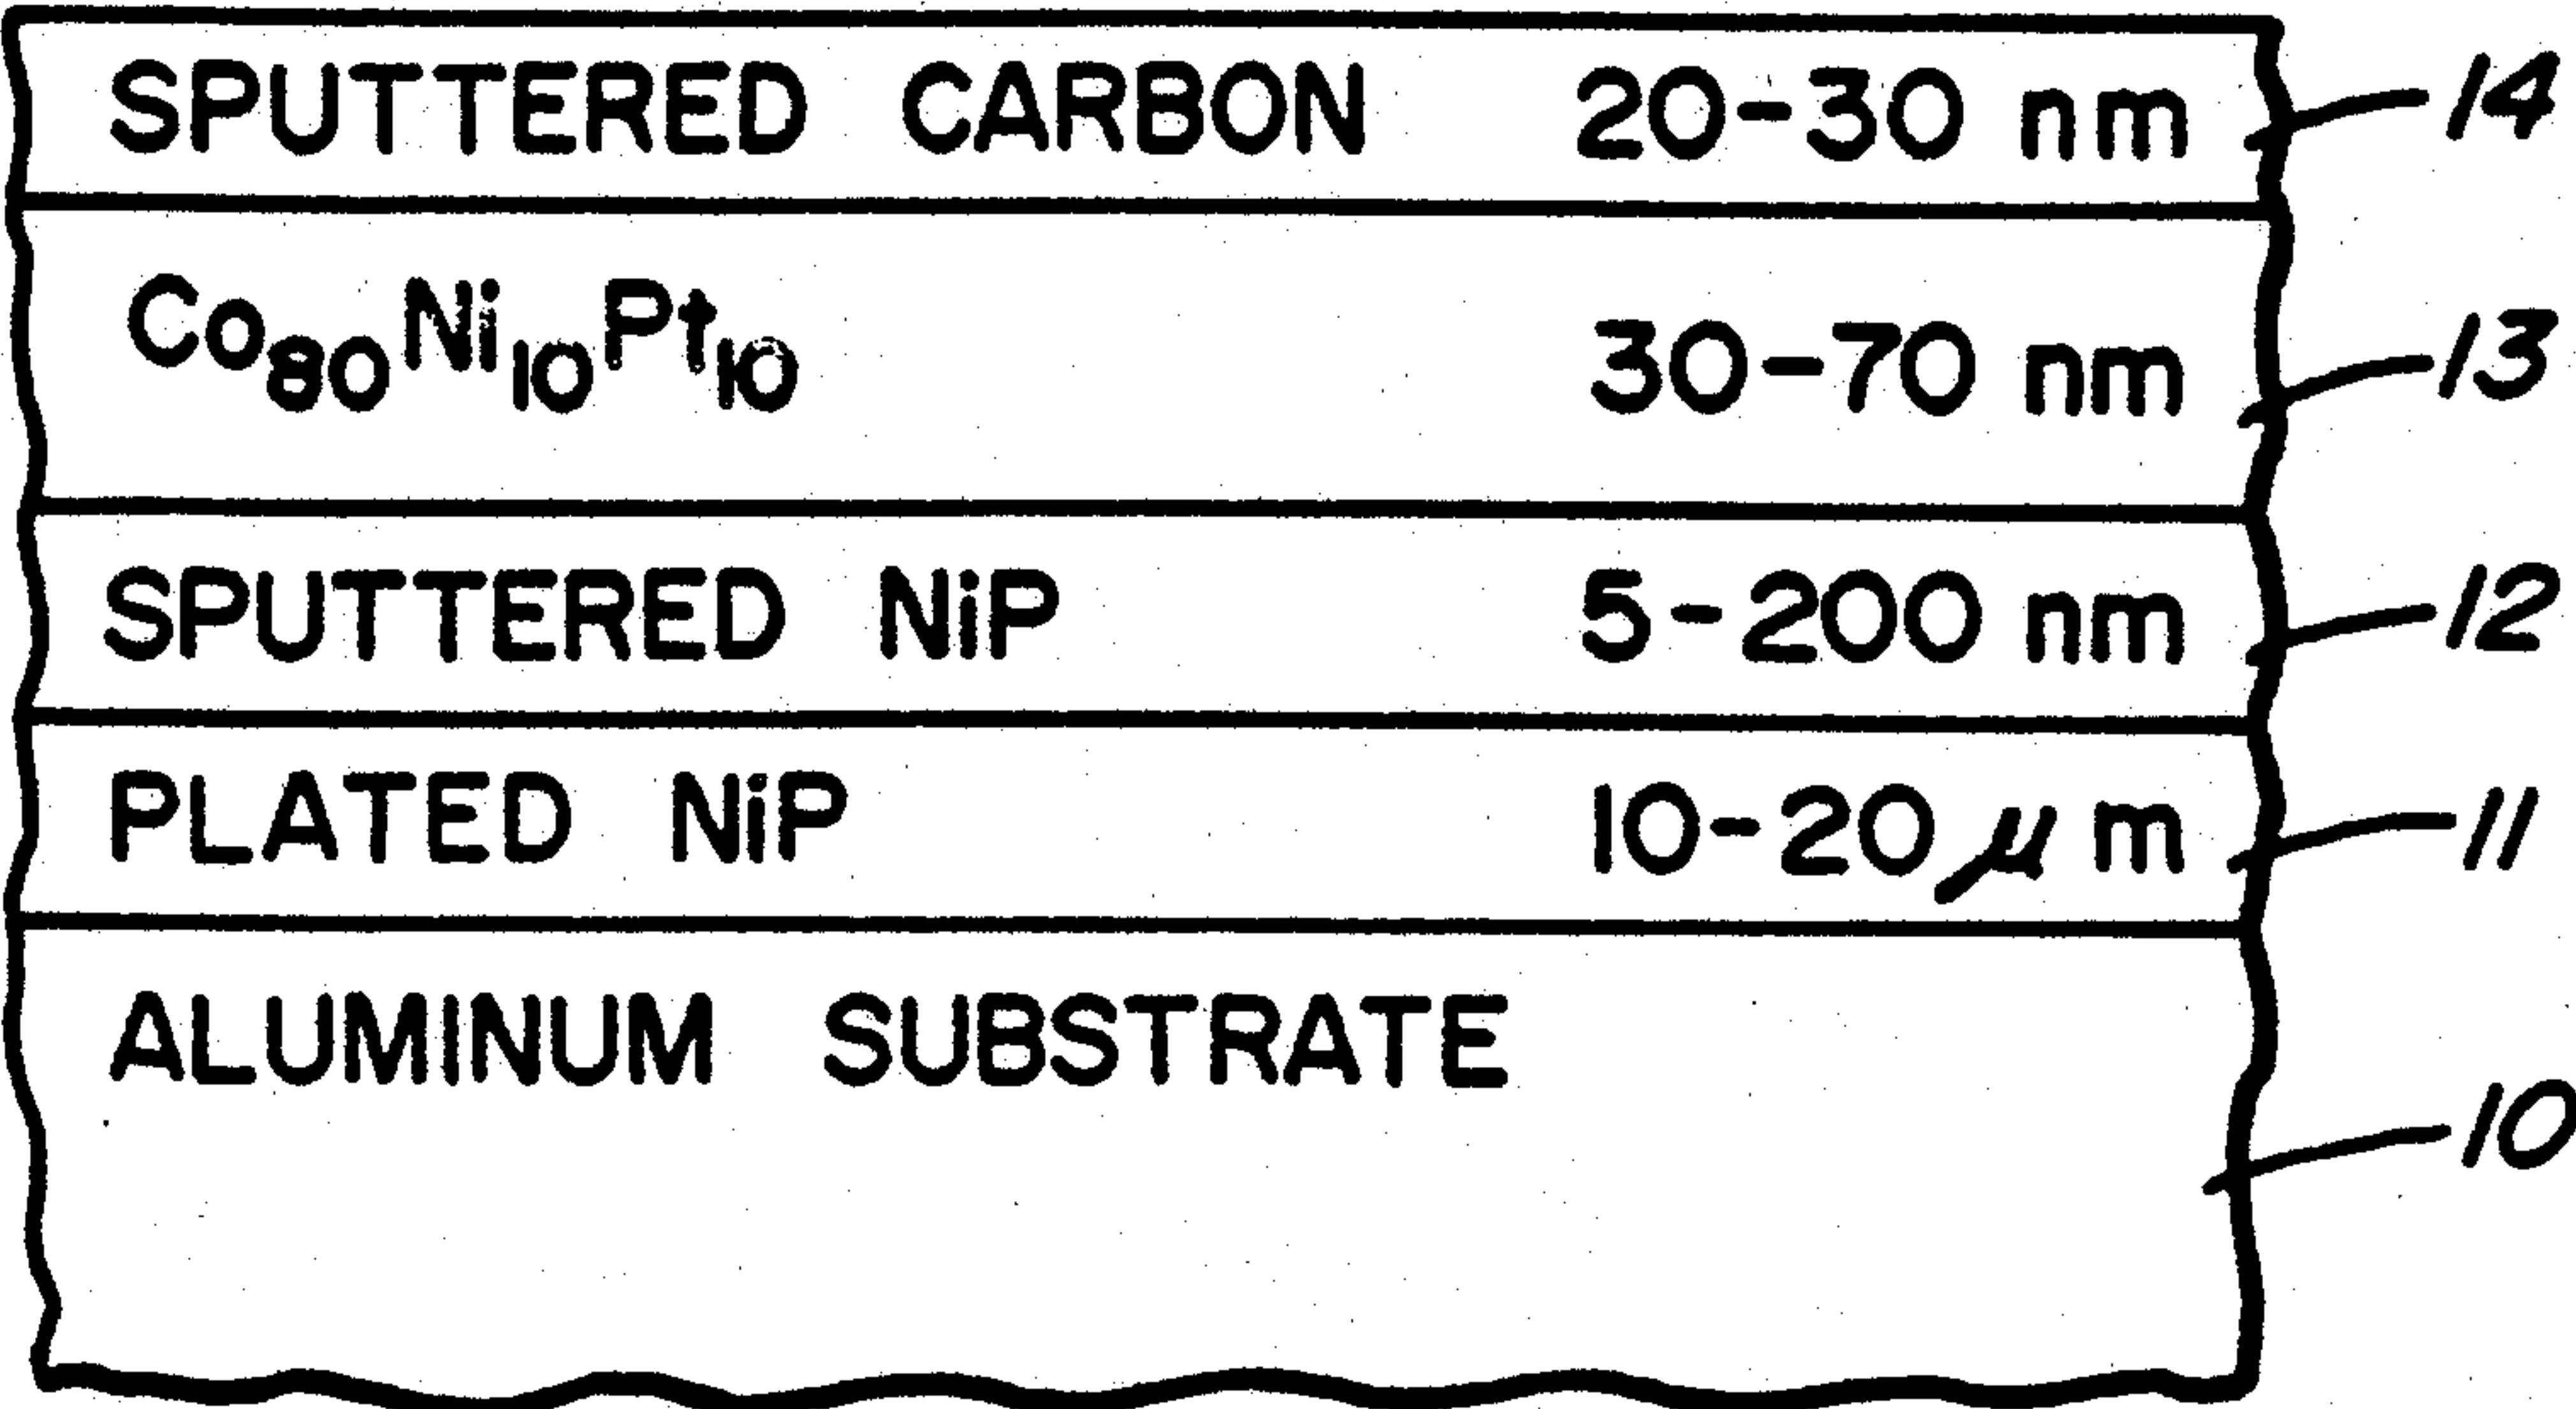 SPUTTERED CARBON 20-30 nm 14
Co80Ni10Pt10 30-70 nm 13
SPUTTERED NiP 5-200 nm 12
PLATED NiP 10-20 μm 11
ALUMINUM SUBSTRATE
10